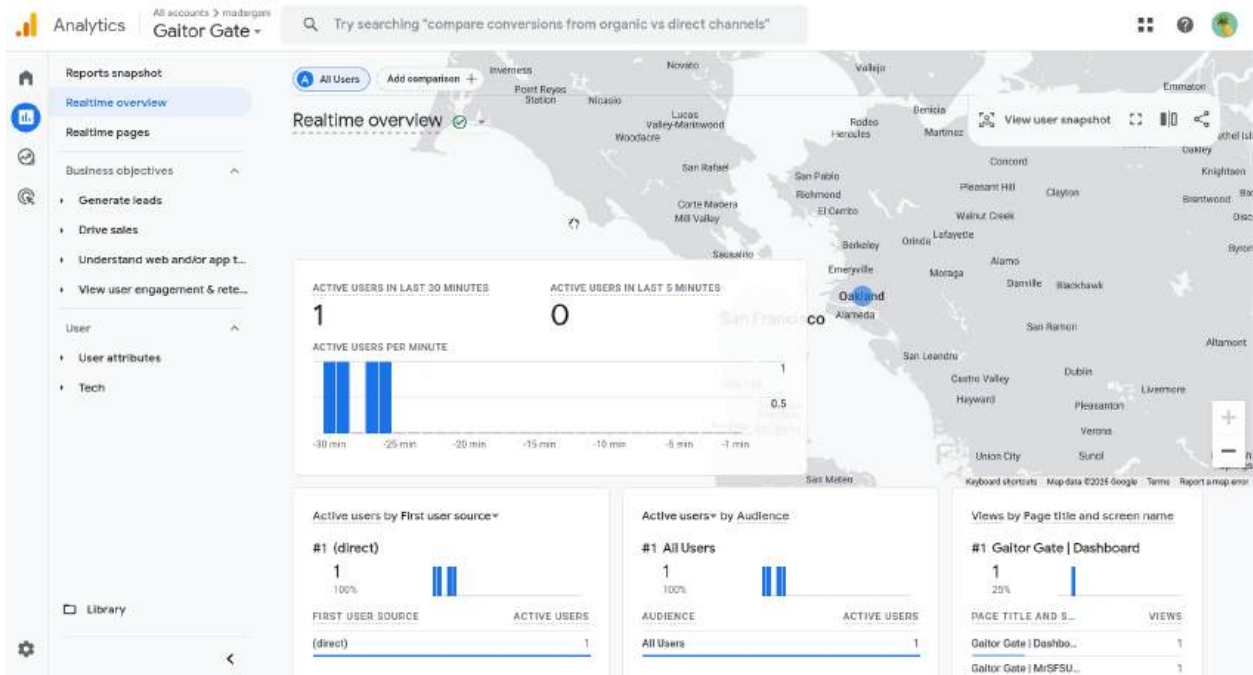 Analytics
All accounts > madargani
Gaitor Gate
Try searching "compare conversions from organic vs direct channels"
Reports snapshot
Realtime overview
Realtime pages
Business objectives
Generate leads
Drive sales
Understand web and/or app t...
View user engagement & rete...
User
User attributes
Tech
Library
A All Users
Add comparison +
Realtime overview
View user snapshot
Inverness
Novato
Vallejo
Point Reyes
Station
Nicasio
Emmaton
Lucas
Valley-Marinwood
Benicia
Rodeo
Hercules
Martinez
Woodacre
Oakley
San Rafael
Concord
Knightsen
San Pablo
Richmond
Pleasant Hill
Clayton
Brentwood
Corte Madera
Mill Valley
El Cerrito
Walnut Creek
Lafayette
Orinda
Berkeley
Byron
Sausalito
Emeryville
Alamo
Moraga
Danville
Blackhawk
Oakland
San Francisco
Alameda
San Ramon
Altamont
San Leandro
Dublin
Castro Valley
Livermore
Hayward
Pleasanton
Verona
Union City
Sunol
San Mateo
Keyboard shortcuts
Map data ©2025 Google
Terms
Report a map error
ACTIVE USERS IN LAST 30 MINUTES
1
ACTIVE USERS IN LAST 5 MINUTES
0
ACTIVE USERS PER MINUTE
1
0.5
-30 min -25 min -20 min -15 min -10 min -5 min -1 min
Active users by First user source
#1 (direct)
1
100%
FIRST USER SOURCE ACTIVE USERS
(direct) 1
Active users by Audience
#1 All Users
1
100%
AUDIENCE ACTIVE USERS
All Users 1
Views by Page title and screen name
#1 Gaitor Gate | Dashboard
1
25%
PAGE TITLE AND S... VIEWS
Gaitor Gate | Dashbo... 1
Gaitor Gate | MrSFSU... 1